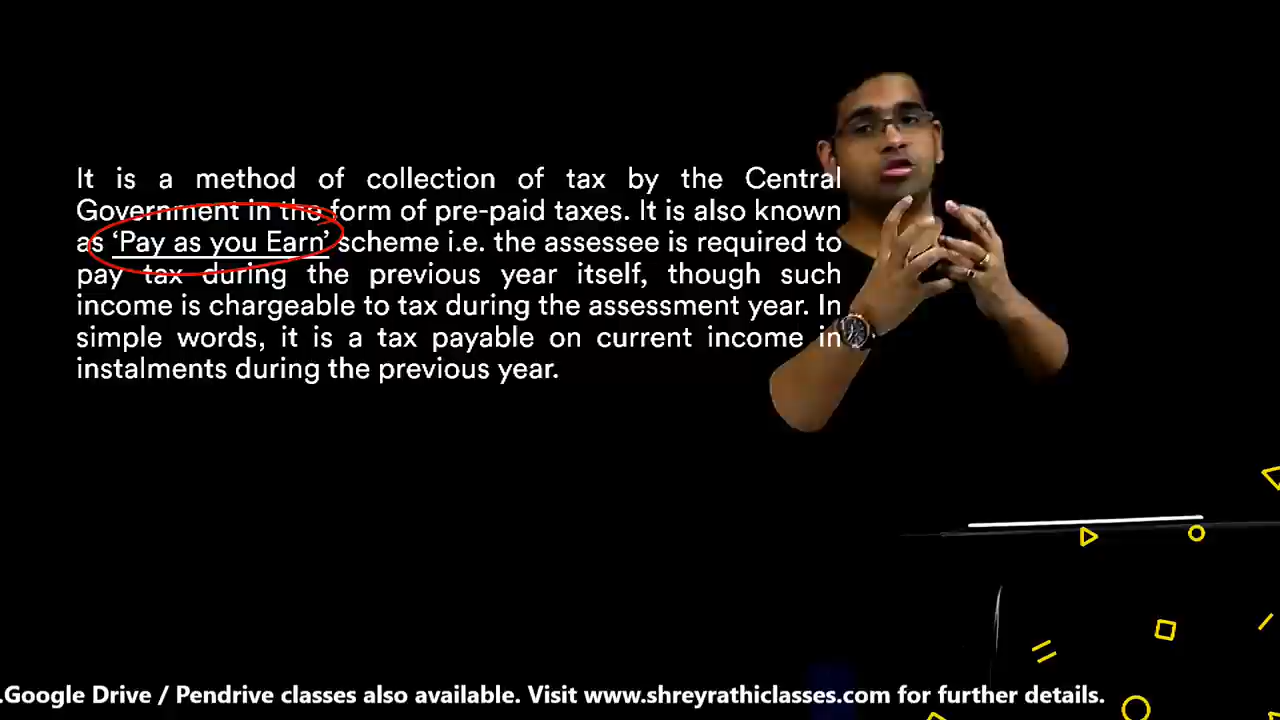 It is a method of collection of tax by the Central
Government in the form of pre-paid taxes. It is also known
as ‘Pay as you Earn’ scheme i.e. the assessee is required to
pay tax during the previous year itself, though such
income is chargeable to tax during the assessment year. In
simple words, it is a tax payable on current income in
instalments during the previous year.
.Google Drive / Pendrive classes also available. Visit www.shreyrathiclasses.com for further details.